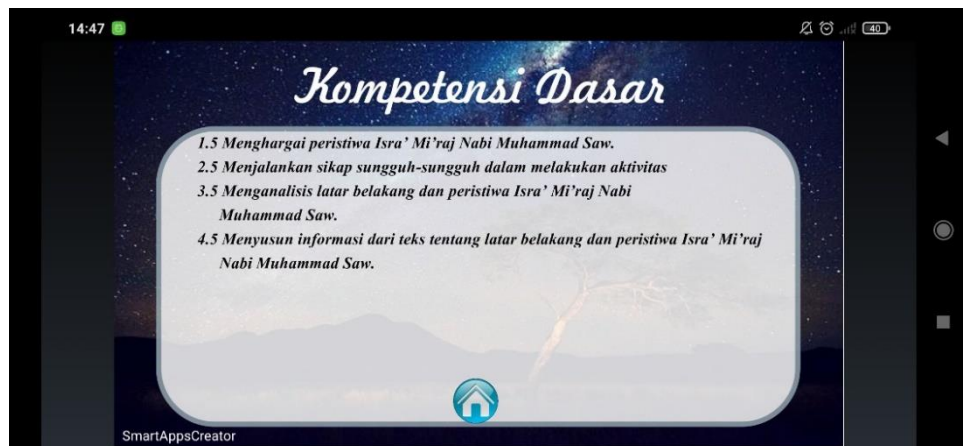 14:47
40
Kompetensi Dasar
1.5 Menghargai peristiwa Isra’ Mi’raj Nabi Muhammad Saw.
2.5 Menjalankan sikap sungguh-sungguh dalam melakukan aktivitas
3.5 Menganalisis latar belakang dan peristiwa Isra’ Mi’raj Nabi
Muhammad Saw.
4.5 Menyusun informasi dari teks tentang latar belakang dan peristiwa Isra’ Mi’raj
Nabi Muhammad Saw.
SmartAppsCreator